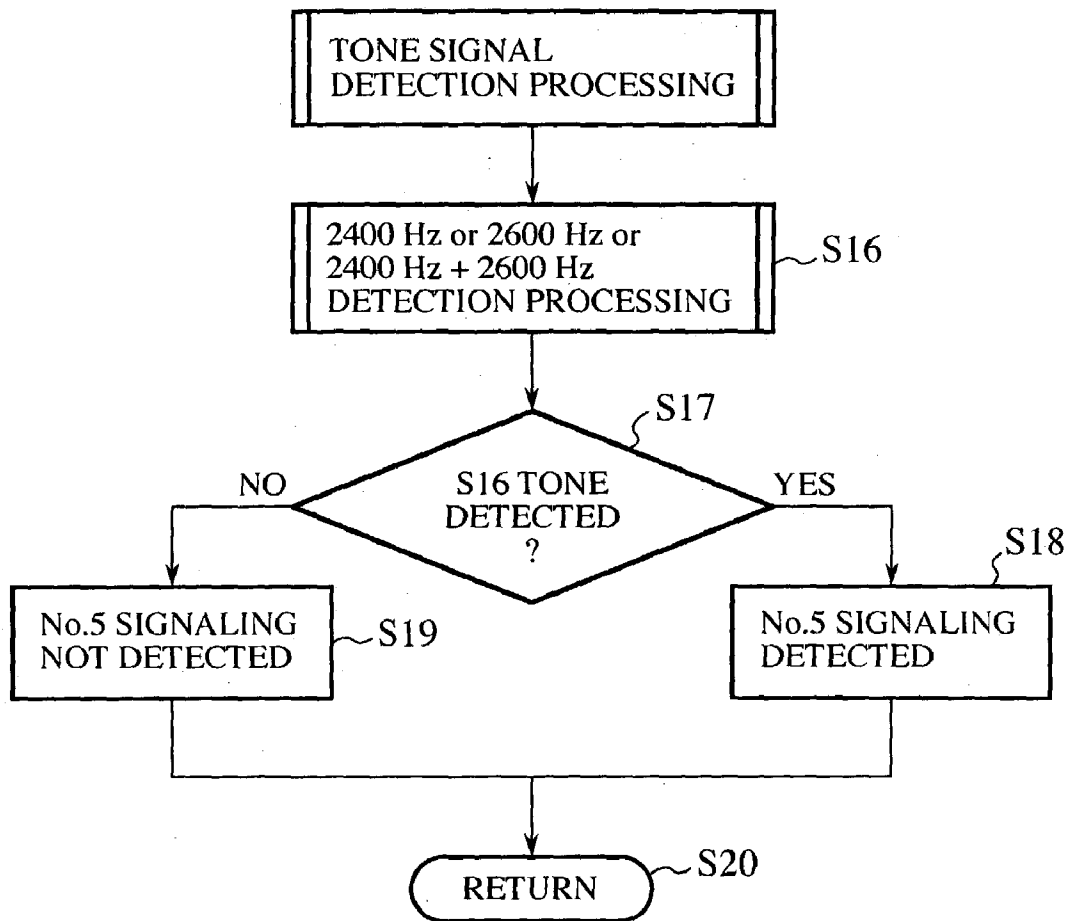 TONE SIGNAL
DETECTION PROCESSING
2400 Hz or 2600 Hz or
2400 Hz + 2600 Hz
DETECTION PROCESSING
S16
S17
NO
S16 TONE
DETECTED
?
YES
S18
No.5 SIGNALING
NOT DETECTED
S19
No.5 SIGNALING
DETECTED
RETURN
S20